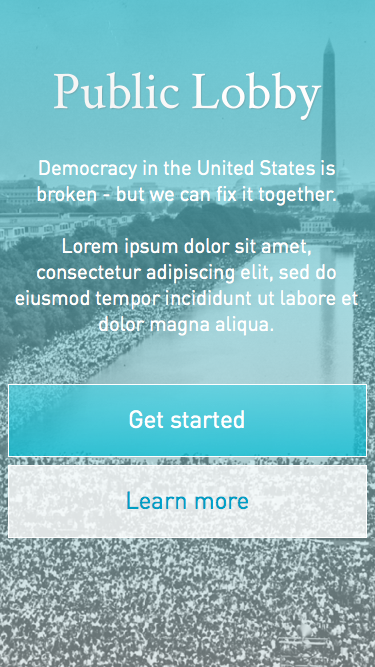 Public Lobby
Democracy in the United States is
broken - but we can fix it together.
Lorem ipsum dolor sit amet,
consectetur adipiscing elit, sed do
eiusmod tempor incididunt ut labore et
dolor magna aliqua.
Get started
Learn more